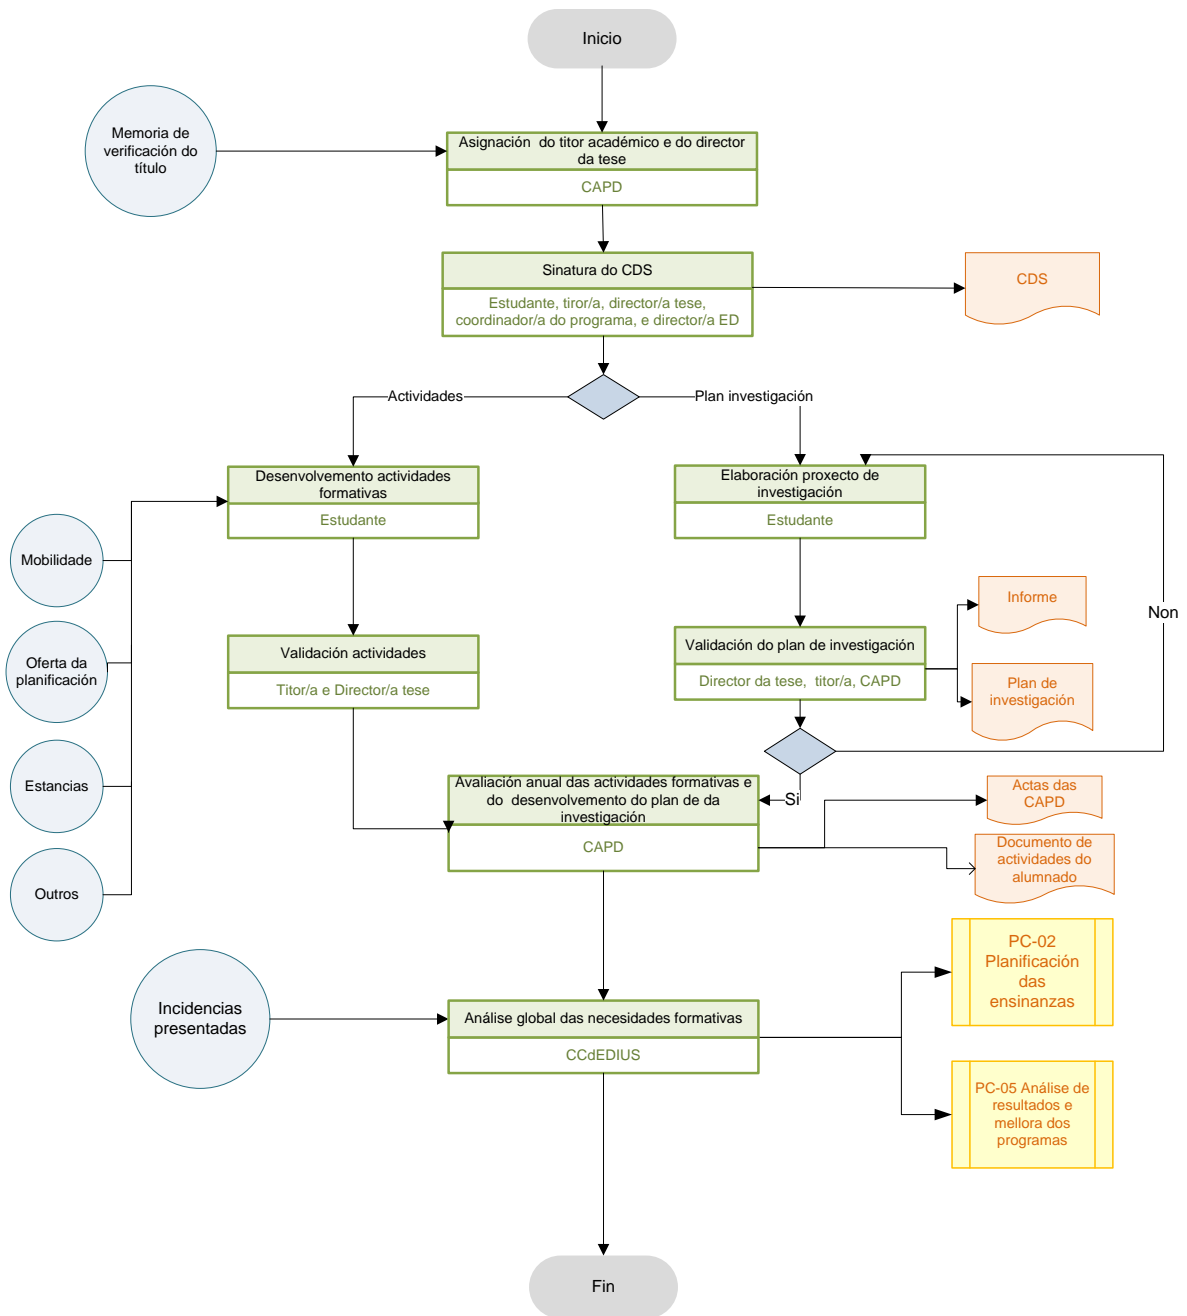 Inicio
Memoria de
verificación do
título
Asignación do titor académico e do director
da tese
CAPD
Sinatura do CDS
Estudante, tiror/a, director/a tese,
coordinador/a do programa, e director/a ED
CDS
Actividades
Plan investigación
Desenvolvemento actividades
formativas
Estudante
Elaboración proxecto de
investigación
Estudante
Mobilidade
Oferta da
planificación
Estancias
Outros
Informe
Non
Validación actividades
Titor/a e Director/a tese
Validación do plan de investigación
Director da tese, titor/a, CAPD
Plan de
investigación
Si
Avaliación anual das actividades formativas e
do desenvolvemento do plan de da
investigación
CAPD
Actas das
CAPD
Documento de
actividades do
alumnado
Incidencias
presentadas
Análise global das necesidades formativas
CCdEDIUS
PC-02
Planificación
das
ensinanzas
PC-05 Análise de
resultados e
mellora dos
programas
Fin